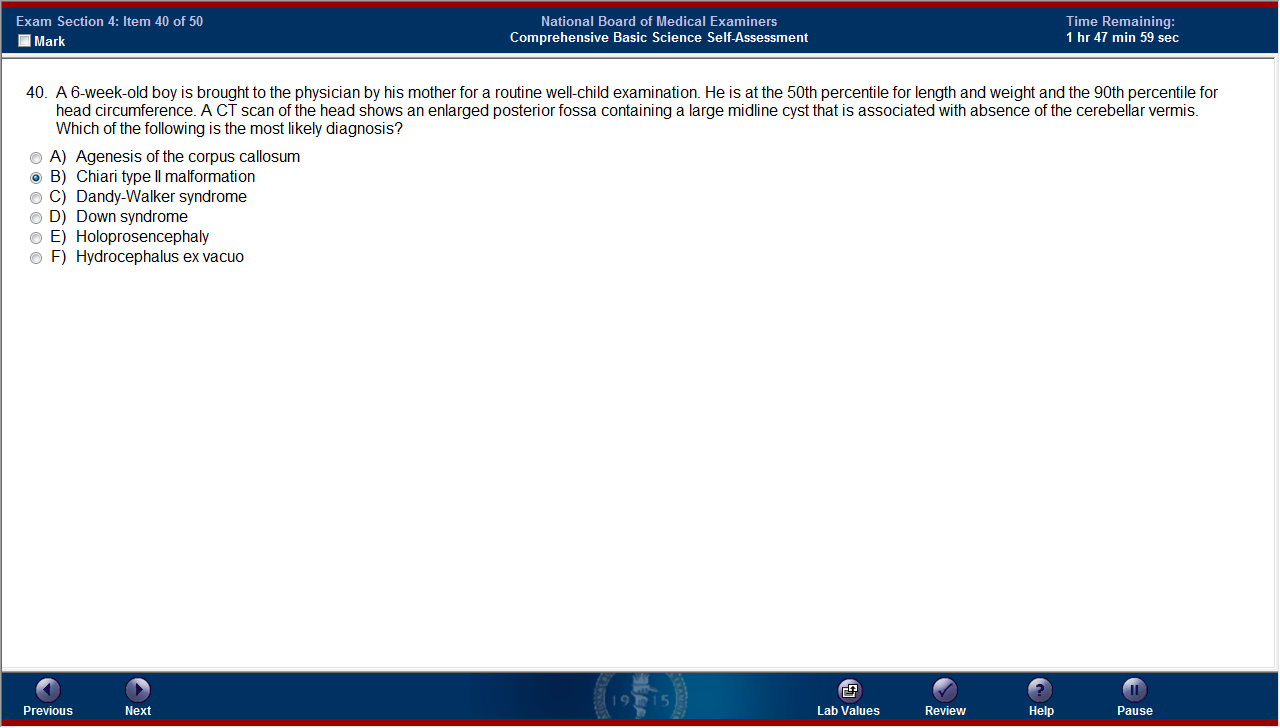 Exam Section 4: Item 40 of 50
National Board of Medical Examiners
Time Remaining:
Mark
Comprehensive Basic Science Self-Assessment
1 hr 47 min 59 sec
40. A 6-week-old boy is brought to the physician by his mother for a routine well-child examination. He is at the 50th percentile for length and weight and the 90th percentile for
head circumference. A CT scan of the head shows an enlarged posterior fossa containing a large midline cyst that is associated with absence of the cerebellar vermis.
Which of the following is the most likely diagnosis?
A) Agenesis of the corpus callosum
B) Chiari type II malformation
C) Dandy-Walker syndrome
D) Down syndrome
E) Holoprosencephaly
F) Hydrocephalus ex vacuo
1915
Previous
Next
Lab Values
Review
Help
Pause